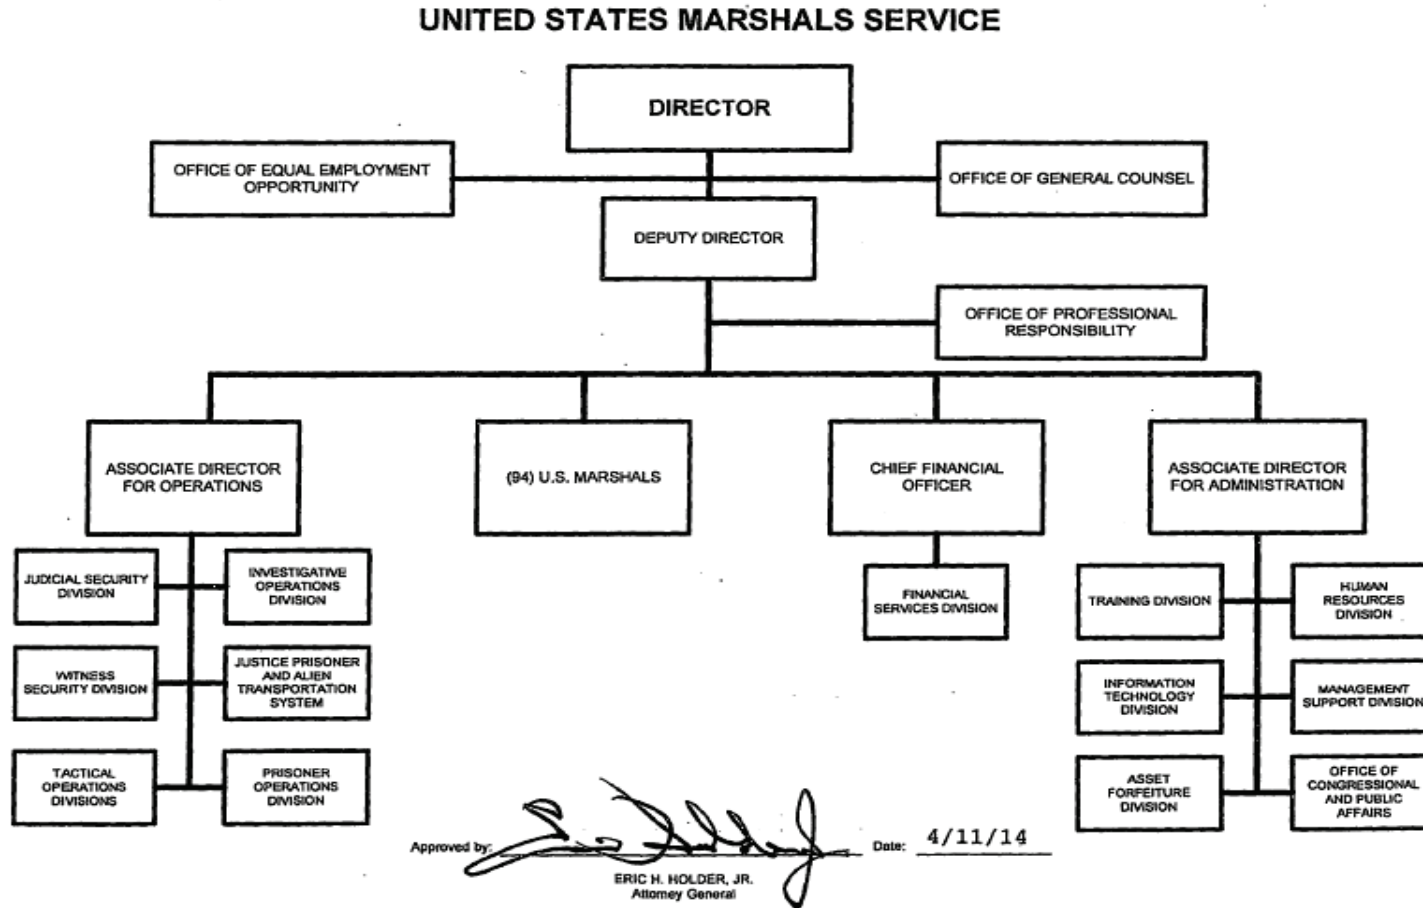 UNITED STATES MARSHALS SERVICE
DIRECTOR
OFFICE OF EQUAL EMPLOYMENT
OPPORTUNITY
OFFICE OF GENERAL COUNSEL
DEPUTY DIRECTOR
OFFICE OF PROFESSIONAL
RESPONSIBILITY
ASSOCIATE DIRECTOR
FOR OPERATIONS
(94) U.S. MARSHALS
CHIEF FINANCIAL
OFFICER
ASSOCIATE DIRECTOR
FOR ADMINISTRATION
JUDICIAL SECURITY
DIVISION
INVESTIGATIVE
OPERATIONS
DIVISION
WITNESS
SECURITY DIVISION
JUSTICE PRISONER
AND ALIEN
TRANSPORTATION
SYSTEM
TACTICAL
OPERATIONS
DIVISIONS
PRISONER
OPERATIONS
DIVISION
FINANCIAL
SERVICES DIVISION
TRAINING DIVISION
HUMAN
RESOURCES
DIVISION
INFORMATION
TECHNOLOGY
DIVISION
MANAGEMENT
SUPPORT DIVISION
ASSET
FORFEITURE
DIVISION
OFFICE OF
CONGRESSIONAL
AND PUBLIC
AFFAIRS
Approved by:
Date: 4/11/14
ERIC H. HOLDER, JR.
Attorney General